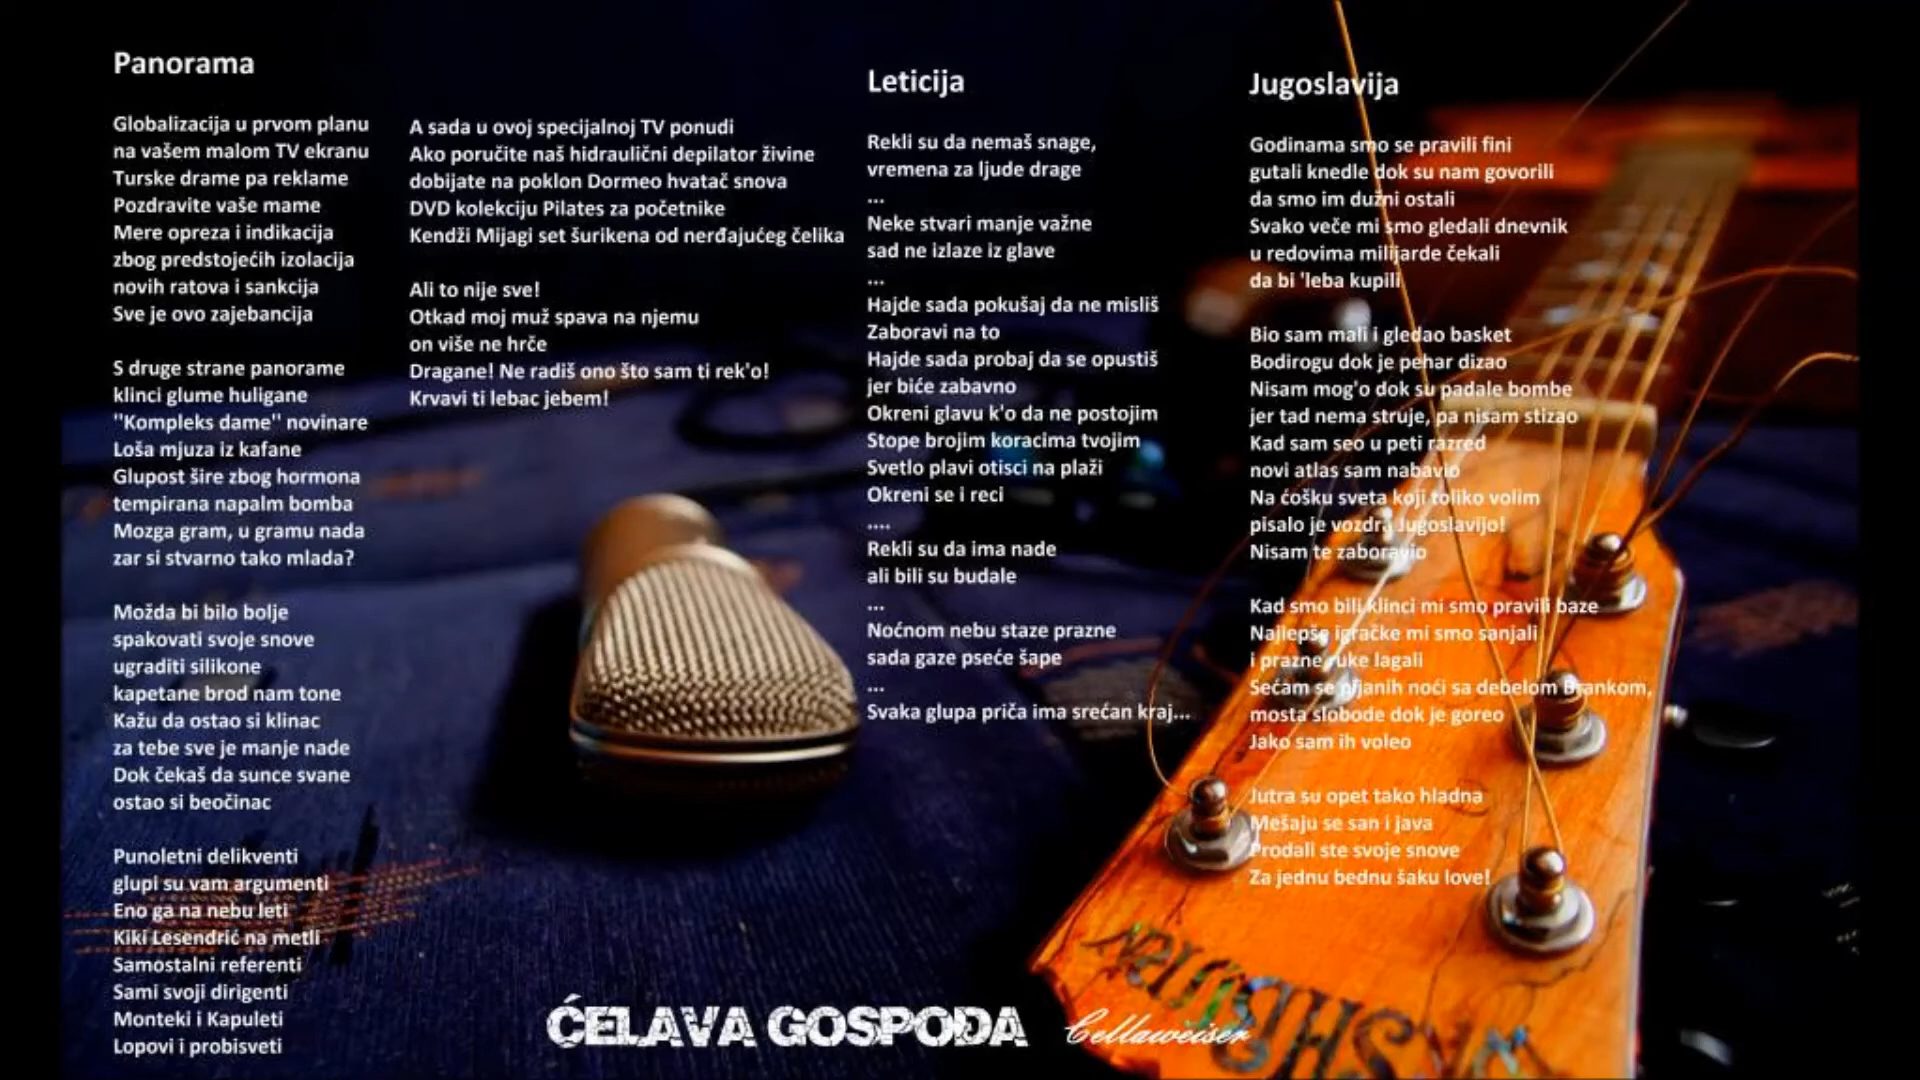 Panorama
Globalizacija u prvom planu
na vašem malom TV ekranu
Turske drame pa reklame
Pozdravite vaše mame
Mere opreza i indikacija
zbog predstojećih izolacija
novih ratova i sankcija
Sve je ovo zajebancija
S druge strane panorame
klinci glume huligane
"Kompleks dame" novinare
Loša mjuza iz kafane
Glupost šire zbog hormona
tempirana napalm bomba
Mozga gram, u gramu nada
zar si stvarno tako mlada?
Možda bi bilo bolje
spakovati svoje snove
ugraditi silikone
kapetane brod nam tone
Kažu da ostao si klinac
za tebe sve je manje nade
Dok čekaš da sunce svane
ostao si beočinac
Punoletni delikventi
glupi su vam argumenti
Eno ga na nebu leti
Kiki Lesendrić na metli
Samostalni referenti
Sami svoji dirigenti
Monteki i Kapuleti
Lopovi i probisveti
A sada u ovoj specijalnoj TV ponudi
Ako poručite naš hidraulični depilator živine
dobijate na poklon Dormeo hvatač snova
DVD kolekciju Pilates za početnike
Kendži Mijagi set šurikena od nerđajućeg čelika
Ali to nije sve!
Otkad moj muž spava na njemu
on više ne hrče
Dragane! Ne radiš ono što sam ti rek'o!
Krvavi ti lebac jebem!
Leticija
Rekli su da nemaš snage,
vremena za ljude drage
...
Neke stvari manje važne
sad ne izlaze iz glave
...
Hajde sada pokušaj da ne misliš
Zaboravi na to
Hajde sada probaj da se opustiš
jer biće zabavno
Okreni glavu k'o da ne postojim
Stope brojim koracima tvojim
Svetlo plavi otisci na plaži
Okreni se i reci
....
Rekli su da ima nade
ali bili su budale
...
Noćnom nebu staze prazne
sada gaze pseće šape
...
Svaka glupa priča ima srećan kraj...
Jugoslavija
Godinama smo se pravili fini
gutali knedle dok su nam govorili
da smo im dužni ostali
Svako veče mi smo gledali dnevnik
u redovima milijarde čekali
da bi 'leba kupili
Bio sam mali i gledao basket
Bodirogu dok je pehar dizao
Nisam mog'o dok su padale bombe
jer tad nema struje, pa nisam stizao
Kad sam seo u peti razred
novi atlas sam nabavio
Na ćošku sveta koji toliko volim
pisalo je vozdra Jugoslavijo!
Nisam te zaboravio
Kad smo bili klinci mi smo pravili baze
Najlepše igračke mi smo sanjali
i prazne ruke lagali
Sećam se pijanih noći sa debelom Brankom,
mosta slobode dok je goreo
Jako sam ih voleo
Jutra su opet tako hladna
Mešaju se san i java
Prodali ste svoje snove
Za jednu bednu šaku love!
ĆELAVA GOSPOĐA
Cellaweiser
WASHBURN